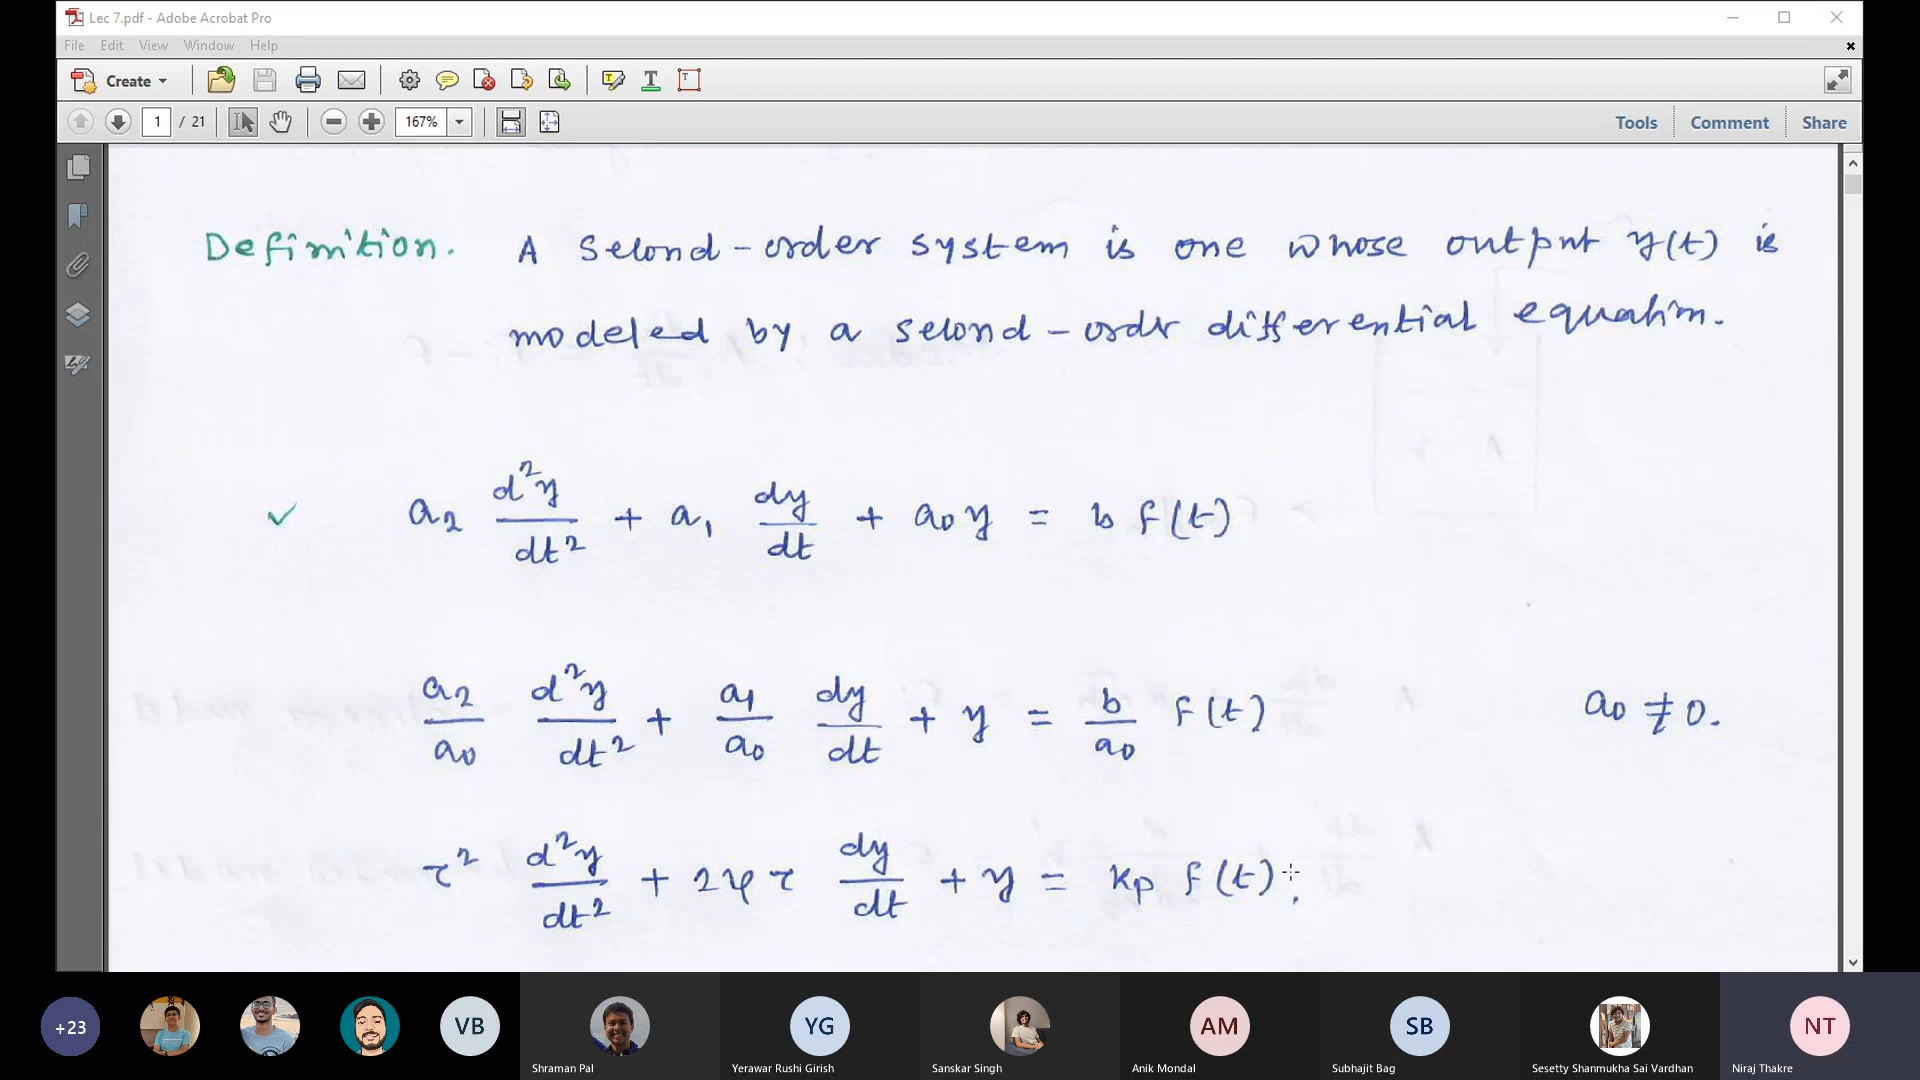 Lec 7.pdf - Adobe Acrobat Pro
File Edit View Window Help
Create
1 / 21 167% Tools Comment Share
Definition. A second-order system is one whose output y(t) is
modeled by a second-order differential equation.
✓ a₂ d²y/dt² + a₁ dy/dt + a₀y = b f(t)
a₂/a₀ d²y/dt² + a₁/a₀ dy/dt + y = b/a₀ f(t) a₀ ≠ 0.
τ² d²y/dt² + 2ψτ dy/dt + y = Kp f(t);
+23 VB YG AM SB NT
Shraman Pal Yerawar Rushi Girish Sanskar Singh Anik Mondal Subhajit Bag Sesetty Shanmukha Sai Vardhan Niraj Thakre